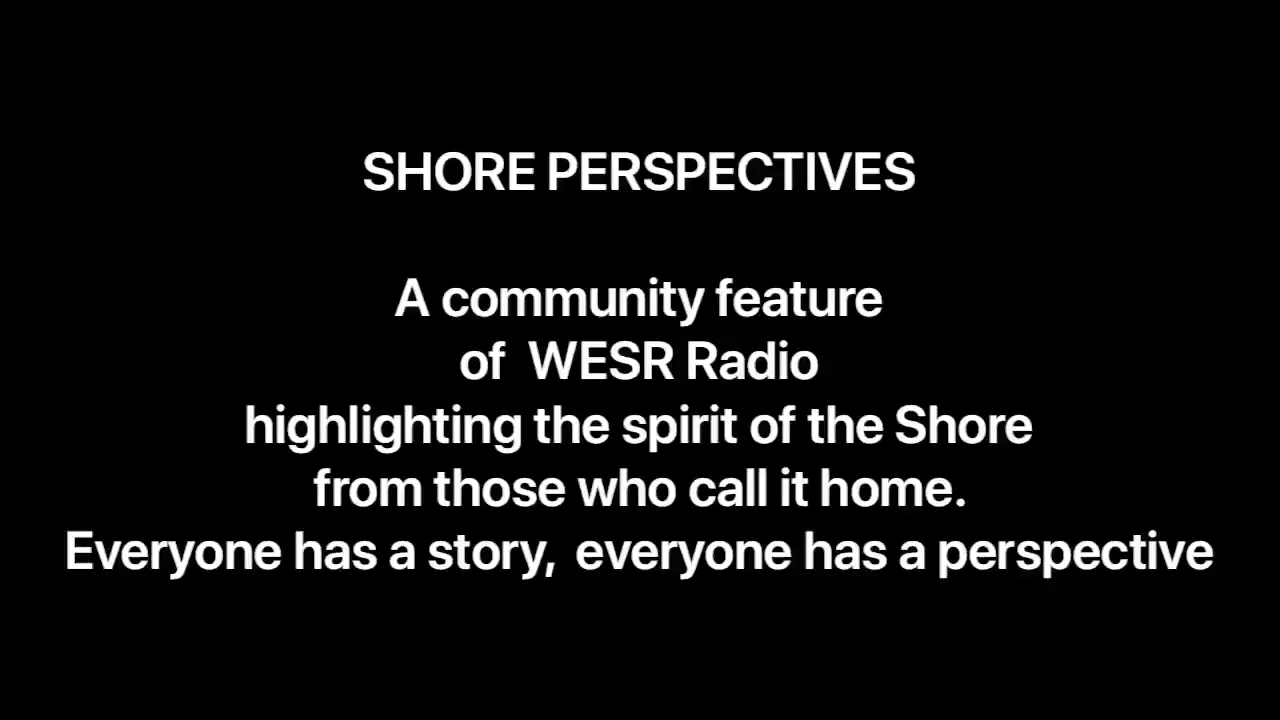 SHORE PERSPECTIVES
A community feature
of  WESR Radio
highlighting the spirit of the Shore
from those who call it home.
Everyone has a story,  everyone has a perspective